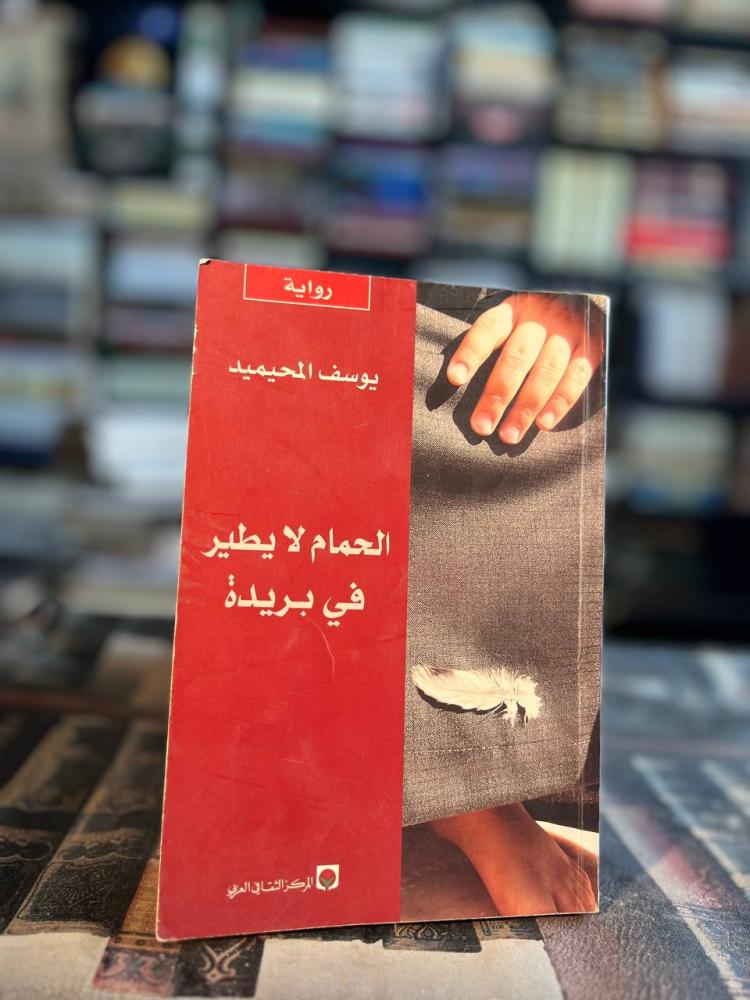 رواية
يوسف المحيميد
الحمام لا يطير
في بريدة
المركز الثقافي العربي